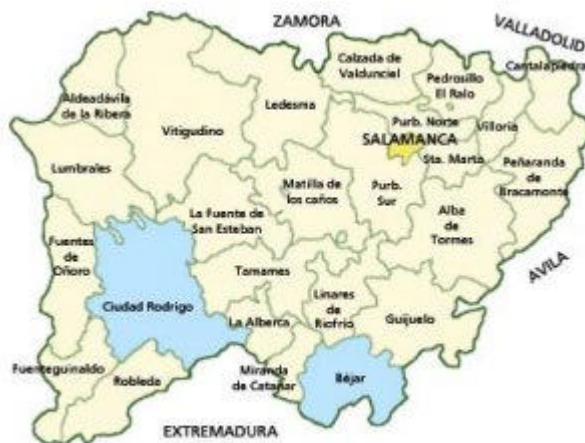 ZAMORA
VALLADOLID
Calzada de
Valdunciel
Pedrosillo
El Ralo
Cantalapiedra
Aldeadávila
de la Ribera
Vitigudino
Ledesma
Purb. Norte
SALAMANCA
Villoria
Sta. Marta
Lumbrales
Matilla de
los caños
Purb.
Sur
Peñaranda
de
Bracamonte
La Fuente de
San Esteban
Alba
de
Tormes
Fuentes
de
Oñoro
Tamames
AVILA
Ciudad Rodrigo
Linares
de
Riofrio
La Alberca
Guijuelo
Fuenteguinaldo
Robleda
Miranda
de Catañar
Béjar
EXTREMADURA